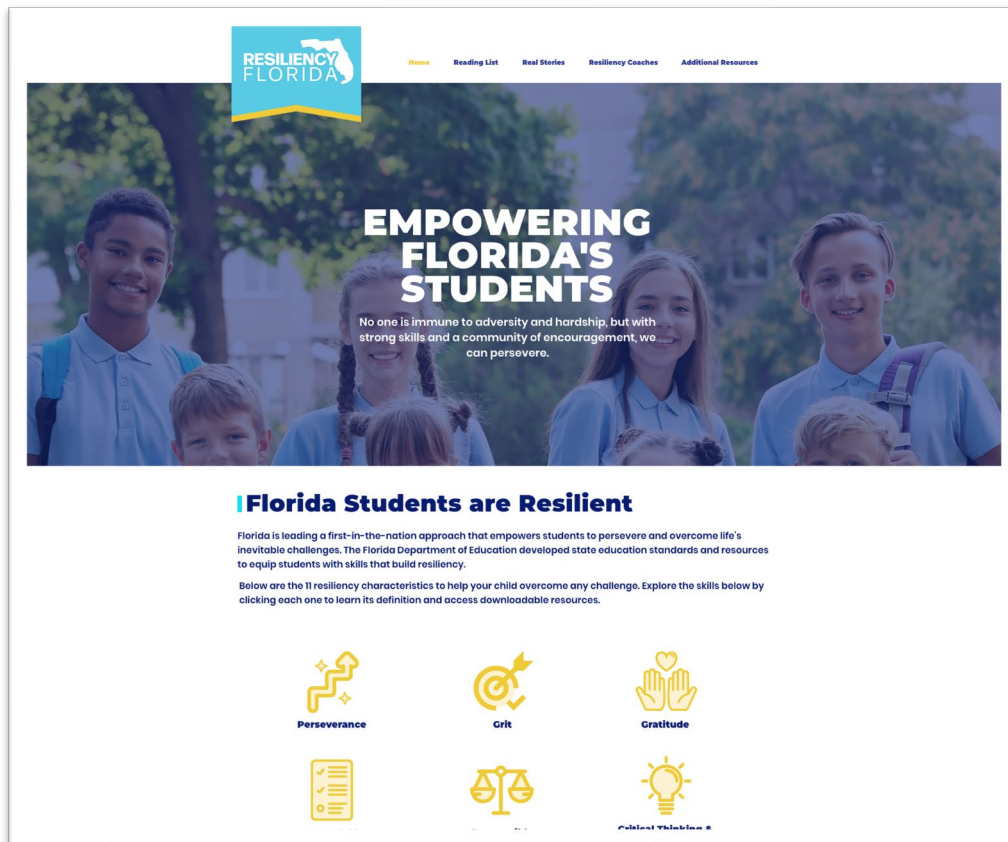 RESILIENCY
FLORIDA
Home Reading List Real Stories Resiliency Coaches Additional Resources
EMPOWERING
FLORIDA'S
STUDENTS
No one is immune to adversity and hardship, but with
strong skills and a community of encouragement, we
can persevere.
Florida Students are Resilient
Florida is leading a first-in-the-nation approach that empowers students to persevere and overcome life's
inevitable challenges. The Florida Department of Education developed state education standards and resources
to equip students with skills that build resiliency.
Below are the 11 resiliency characteristics to help your child overcome any challenge. Explore the skills below by
clicking each one to learn its definition and access downloadable resources.
Perseverance Grit Gratitude
Critical Thinking &